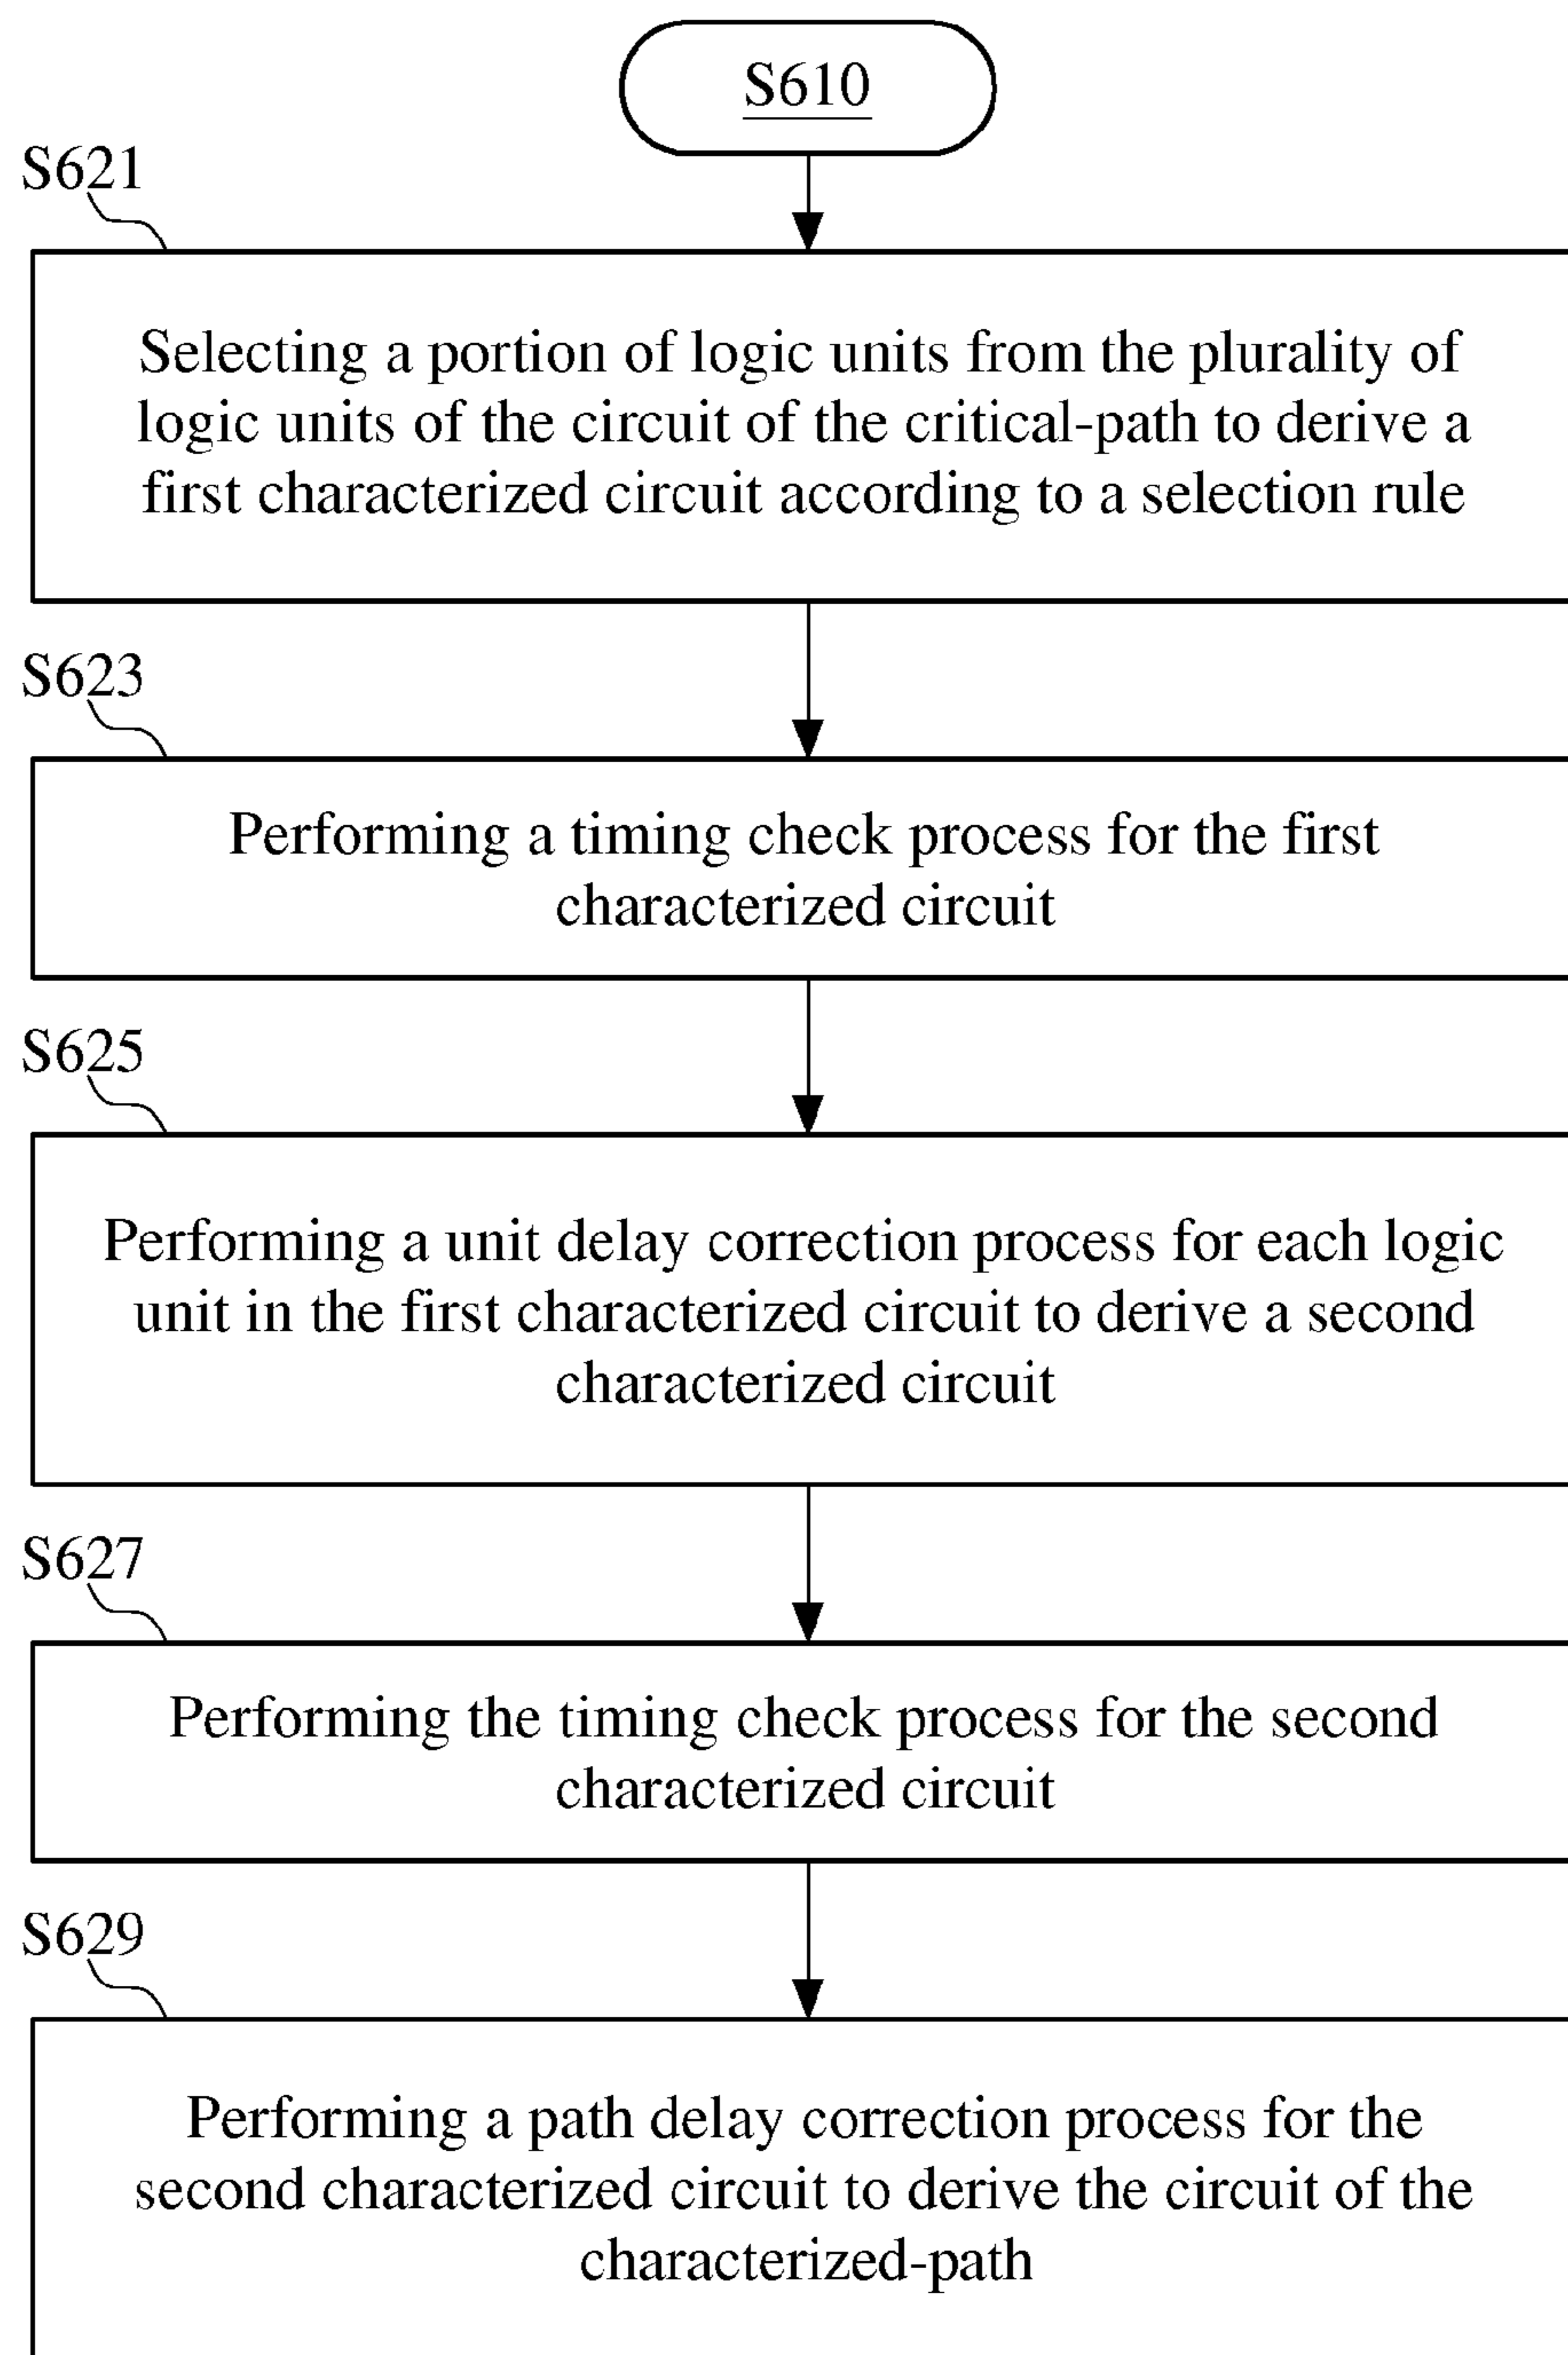 S610
S621
Selecting a portion of logic units from the plurality of
logic units of the circuit of the critical-path to derive a
first characterized circuit according to a selection rule
S623
Performing a timing check process for the first
characterized circuit
S625
Performing a unit delay correction process for each logic
unit in the first characterized circuit to derive a second
characterized circuit
S627
Performing the timing check process for the second
characterized circuit
S629
Performing a path delay correction process for the
second characterized circuit to derive the circuit of the
characterized-path